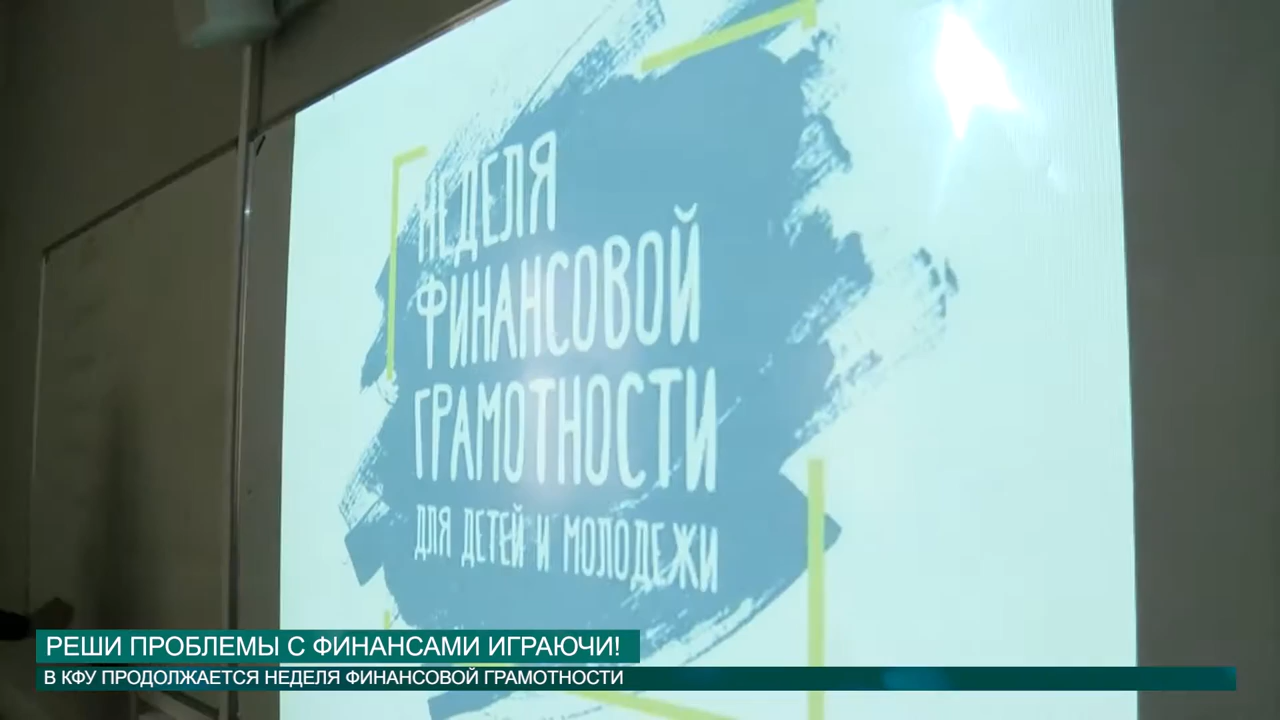 НЕДЕЛЯ
ФИНАНСОВОЙ
ГРАМОТНОСТИ
ДЛЯ ДЕТЕЙ И МОЛОДЕЖИ
РЕШИ ПРОБЛЕМЫ С ФИНАНСАМИ ИГРАЮЧИ!
В КФУ ПРОДОЛЖАЕТСЯ НЕДЕЛЯ ФИНАНСОВОЙ ГРАМОТНОСТИ